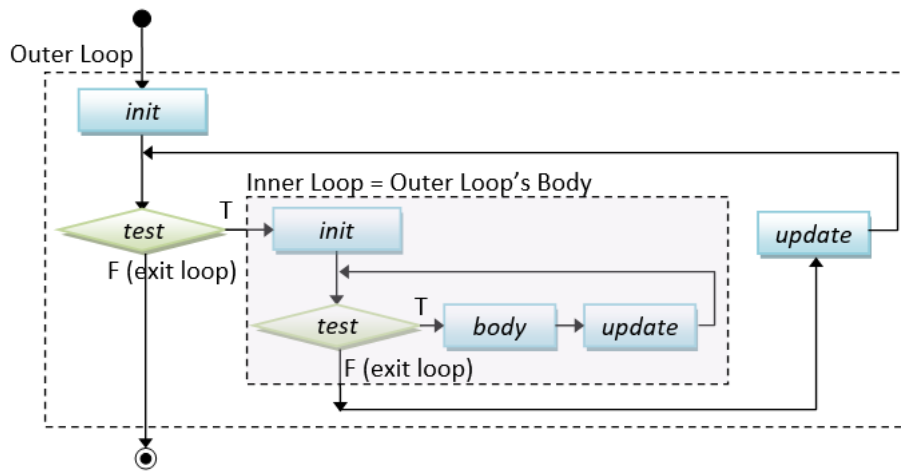 Outer Loop
init
Inner Loop = Outer Loop's Body
T
test
init
update
F (exit loop)
T
test
body
update
F (exit loop)